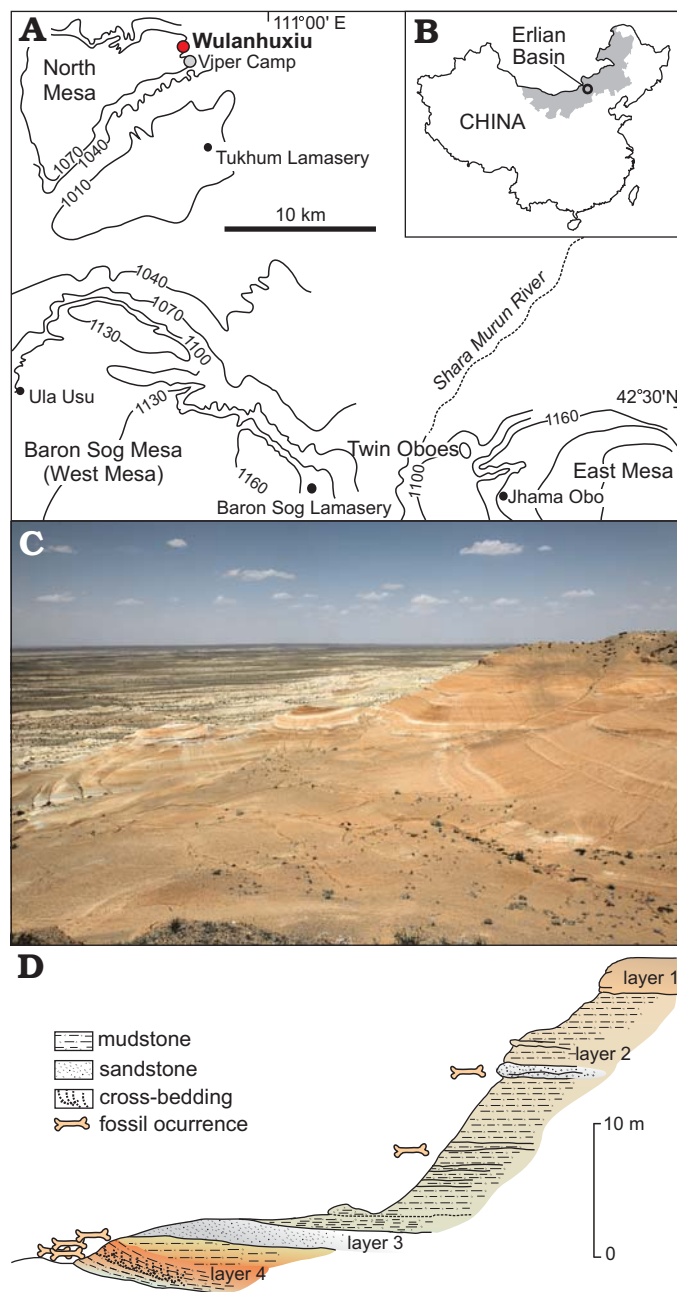 A
111°00' E
Wulanhuxiu
Viper Camp
North
Mesa
1070
1040
1010
Tukhum Lamasery
10 km
B
Erlian
Basin
CHINA
1040
1070
1100
1130
Shara Murun River
Ula Usu
1130
42°30'N
1160
Baron Sog Mesa
(West Mesa)
Twin Oboes
1100
East Mesa
1160
Jhama Obo
Baron Sog Lamasery
C
D
layer 1
mudstone
layer 2
sandstone
cross-bedding
fossil ocurrence
10 m
layer 3
0
layer 4